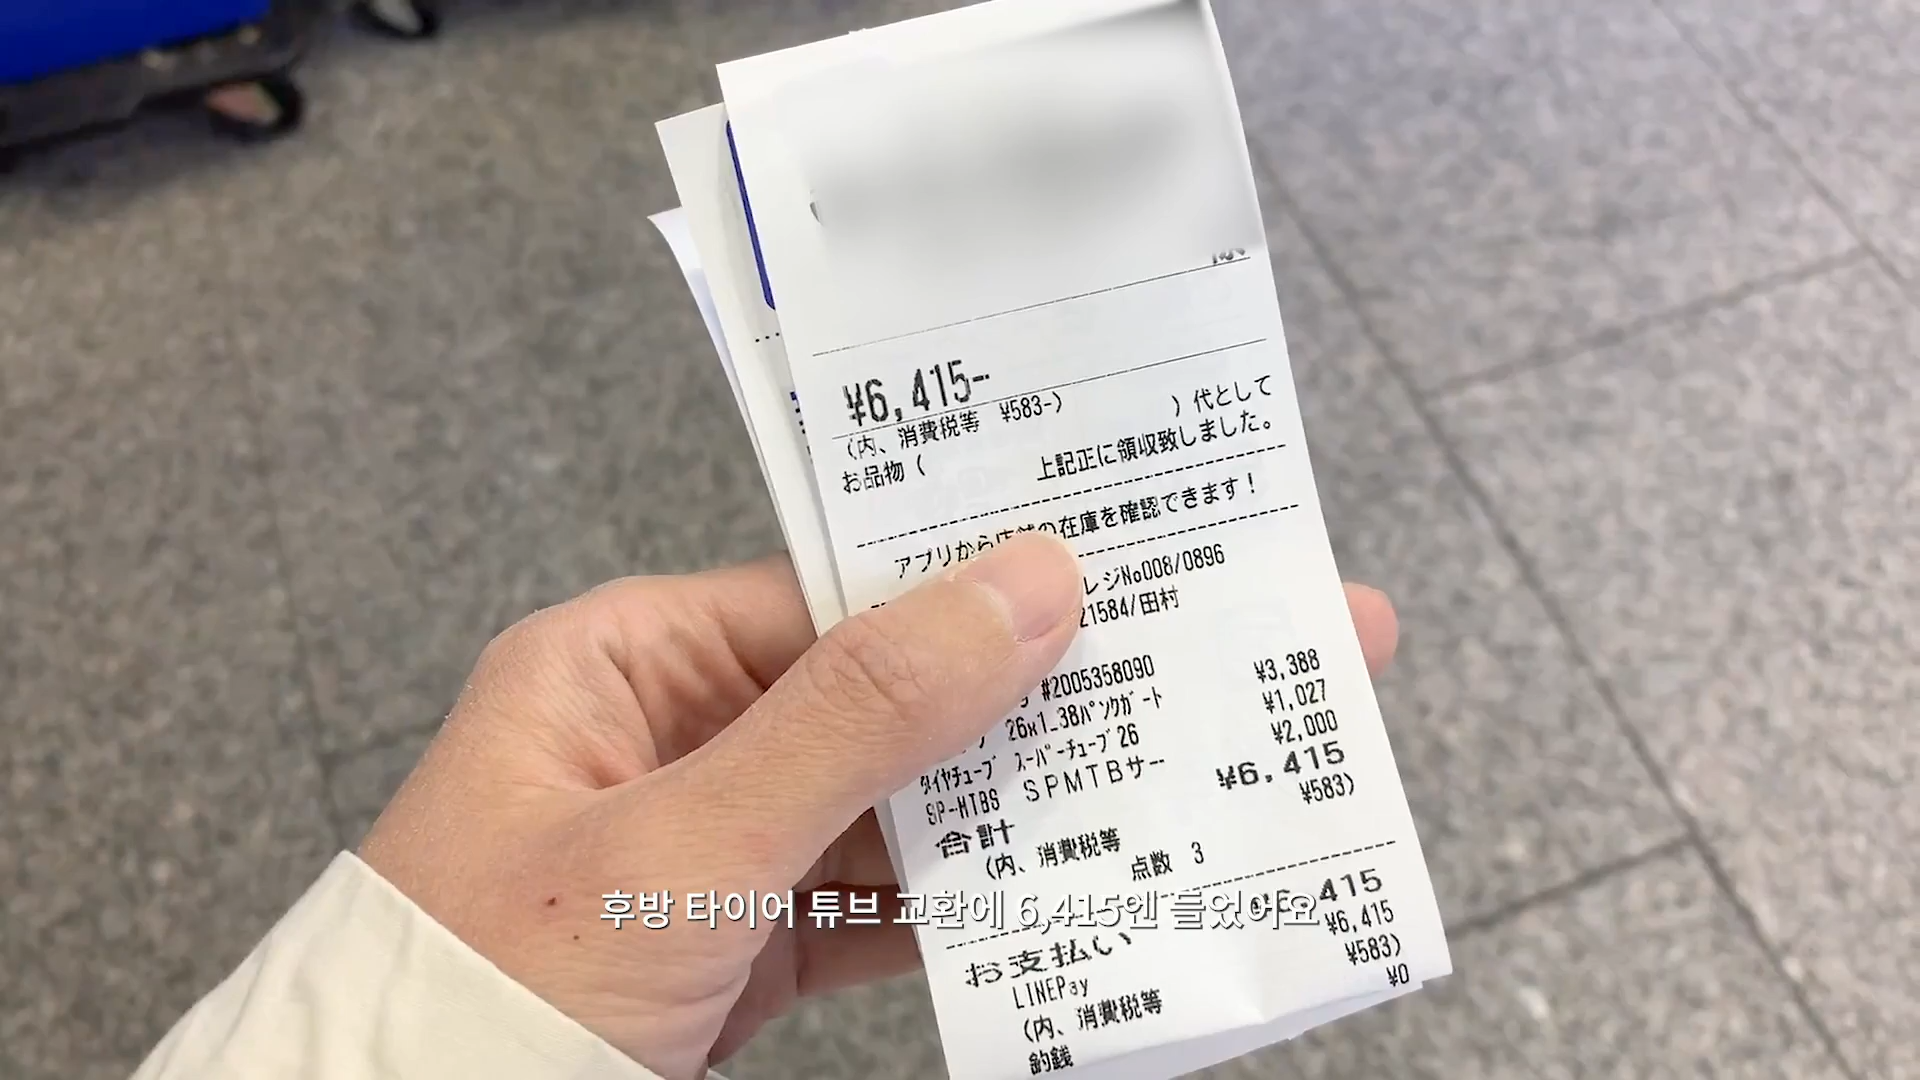 ¥6,415-
(内、消費税等 ¥583-)
お品物( )代として
上記正に領収致しました。
アプリから店舗の在庫を確認できます!
レジNo008/0896
21584/田村
#2005358090 ¥3,388
26x1_38パンクガート ¥1,027
タイヤチューブ スーパーチューブ26 ¥2,000
SP-MTBS SPMTBサー
合計 ¥6,415
(内、消費税等 ¥583)
点数 3
후방 타이어 튜브 교환에 6,415엔 들었어요
お支払い ¥6,415
LINEPay ¥6,415
(内、消費税等 ¥583)
釣銭 ¥0